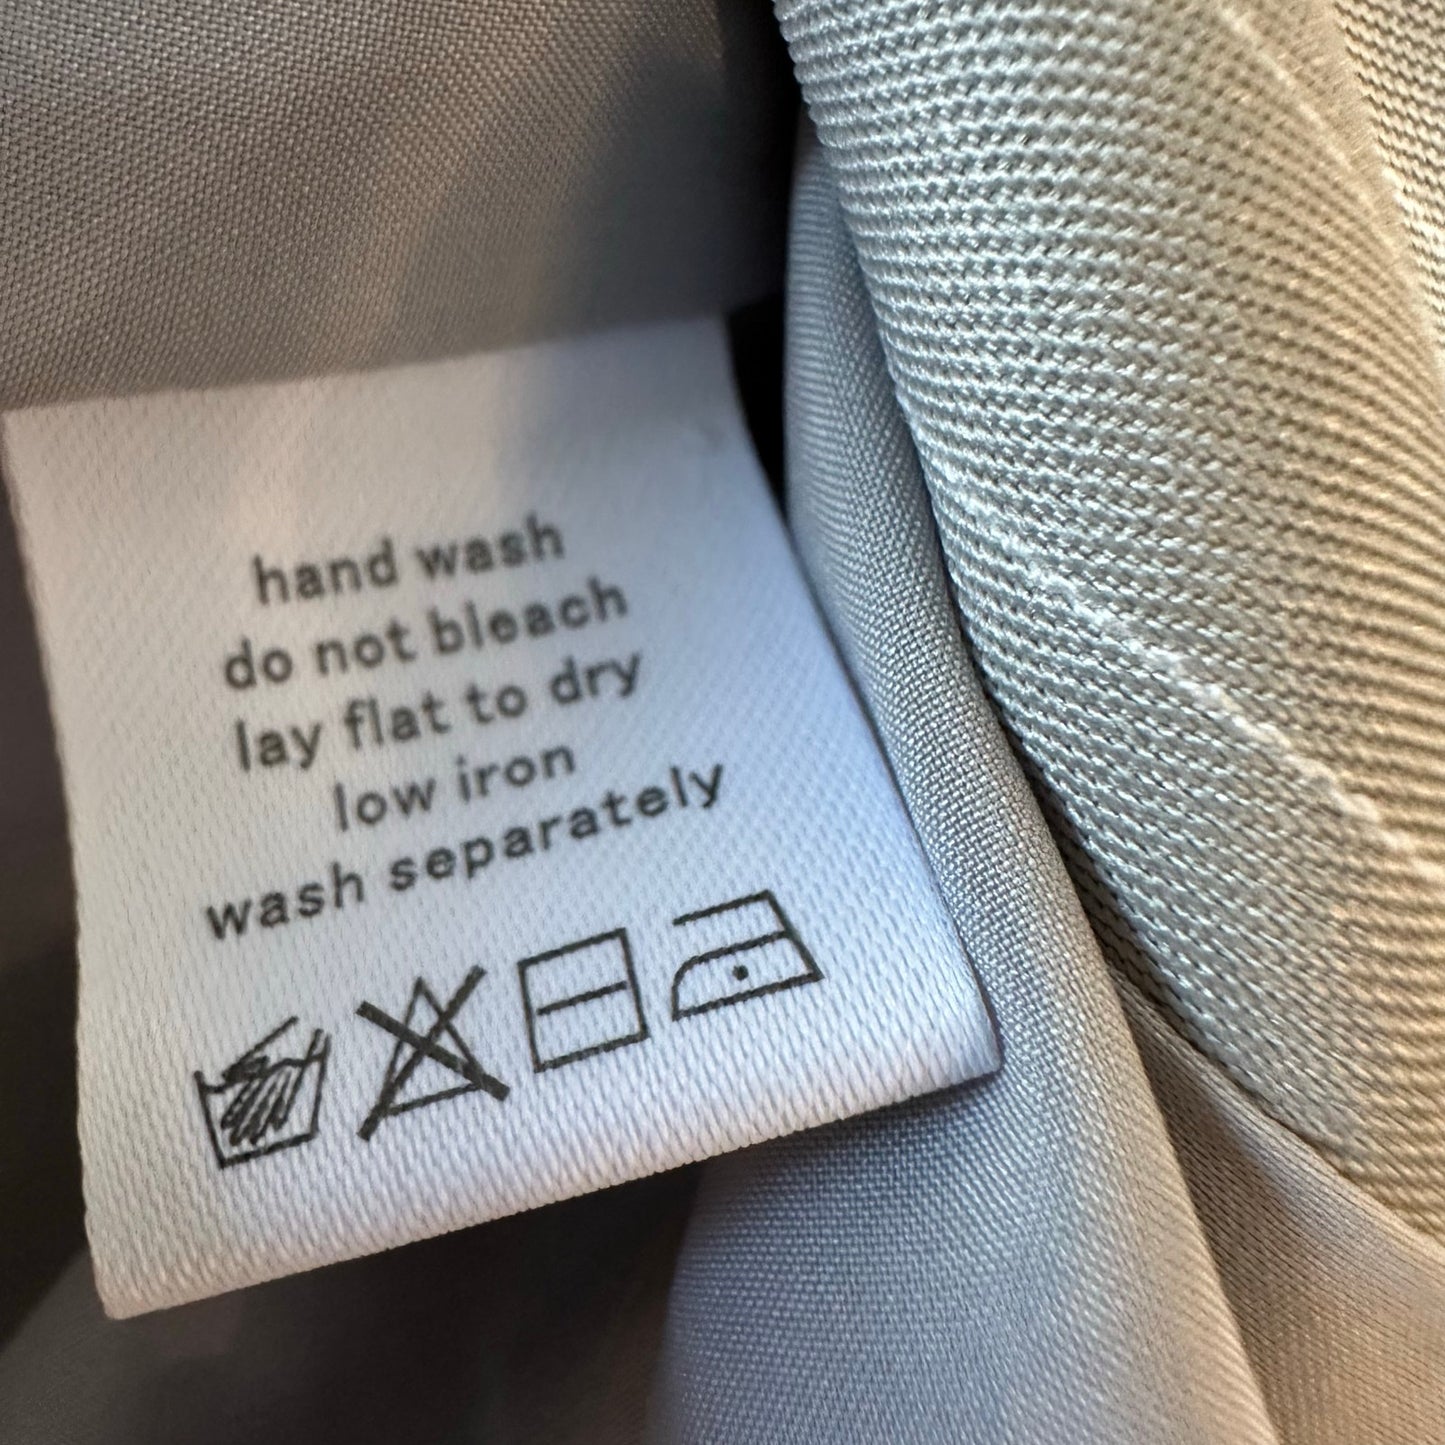 hand wash
do not bleach
lay flat to dry
low iron
wash separately